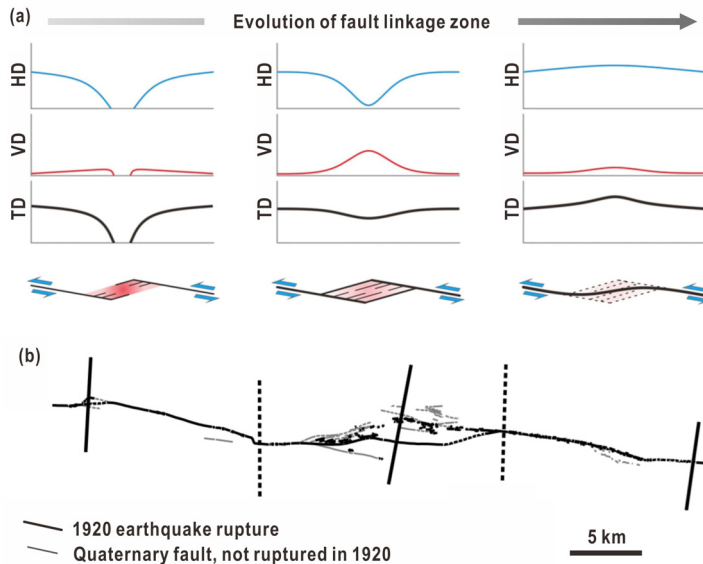 (a)
Evolution of fault linkage zone
HD
HD
HD
VD
VD
VD
TD
TD
TD
(b)
1920 earthquake rupture
Quaternary fault, not ruptured in 1920
5 km